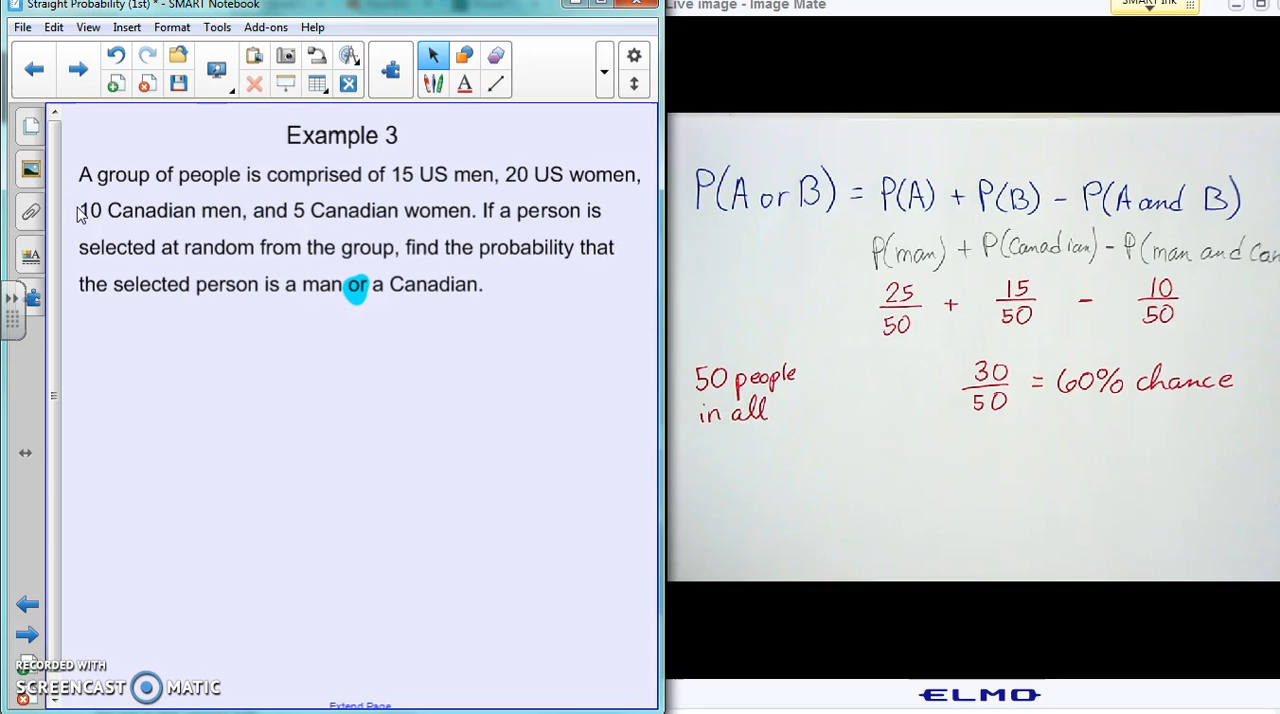 Straight Probability (1st) * - SMART Notebook
Live image - Image Mate
SMART Ink
File Edit View Insert Format Tools Add-ons Help
Example 3
A group of people is comprised of 15 US men, 20 US women,
10 Canadian men, and 5 Canadian women. If a person is
selected at random from the group, find the probability that
the selected person is a man or a Canadian.
P(A or B) = P(A) + P(B) - P(A and B)
P(man) + P(Canadian) - P(man and Can
25/50 + 15/50 - 10/50
50 people
in all
30/50 = 60% chance
RECORDED WITH
SCREENCAST MATIC
Extend Page
ELMO